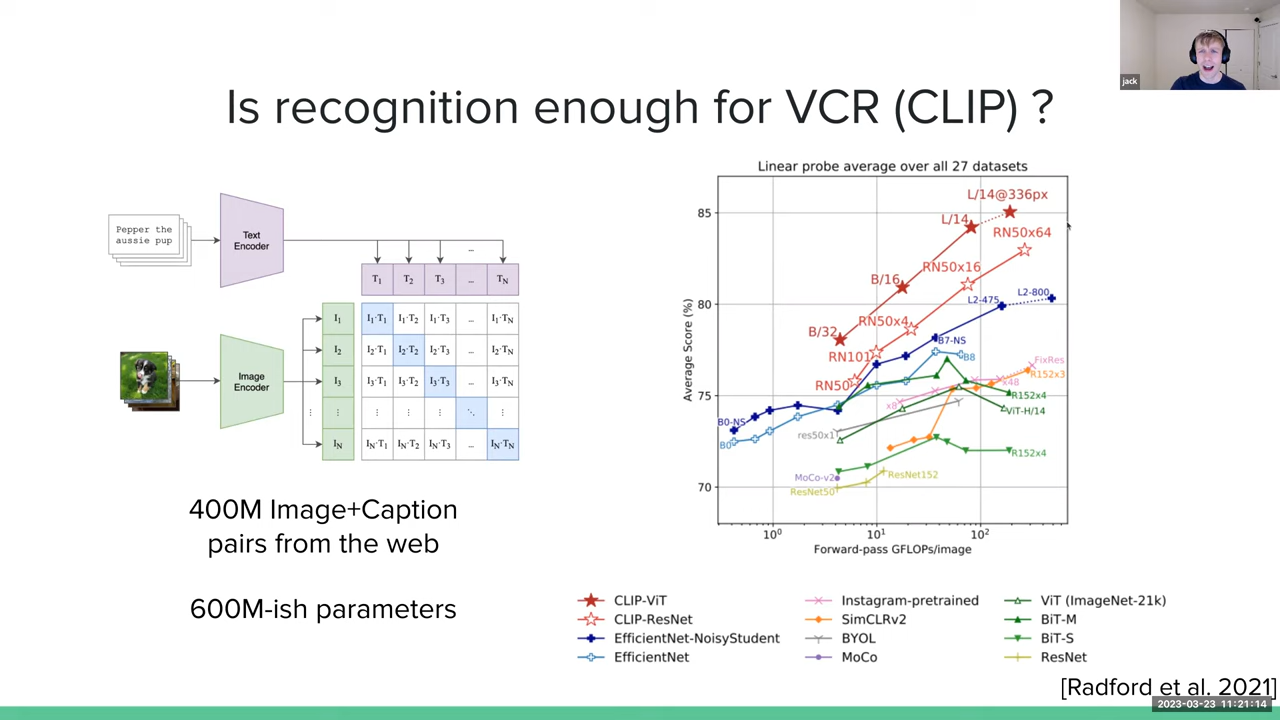 jack
Is recognition enough for VCR (CLIP) ?
Pepper the
aussie pup
Text
Encoder
...
T1 T2 T3 ... TN
Image
Encoder
I1 I1·T1 I1·T2 I1·T3 ... I1·TN
I2 I2·T1 I2·T2 I2·T3 ... I2·TN
I3 I3·T1 I3·T2 I3·T3 ... I3·TN
⋮ ⋮ ⋮ ⋮ ⋮ ⋱ ⋮
IN IN·T1 IN·T2 IN·T3 ... IN·TN
400M Image+Caption
pairs from the web
600M-ish parameters
Linear probe average over all 27 datasets
L/14@336px
L/14
RN50x64
B/16
RN50x16
L2-475
L2-800
B/32
RN50x4
B7-NS
RN101
B8
FixRes
RN50
R152x3
x48
x8
R152x4
ViT-H/14
B0-NS
B0
res50x1
R152x4
MoCo-v2
ResNet152
ResNet50
85
80
75
70
Average Score (%)
10⁰ 10¹ 10²
Forward-pass GFLOPs/image
CLIP-ViT
CLIP-ResNet
EfficientNet-NoisyStudent
EfficientNet
Instagram-pretrained
SimCLRv2
BYOL
MoCo
ViT (ImageNet-21k)
BiT-M
BiT-S
ResNet
[Radford et al. 2021]
2023-03-23 11:21:14